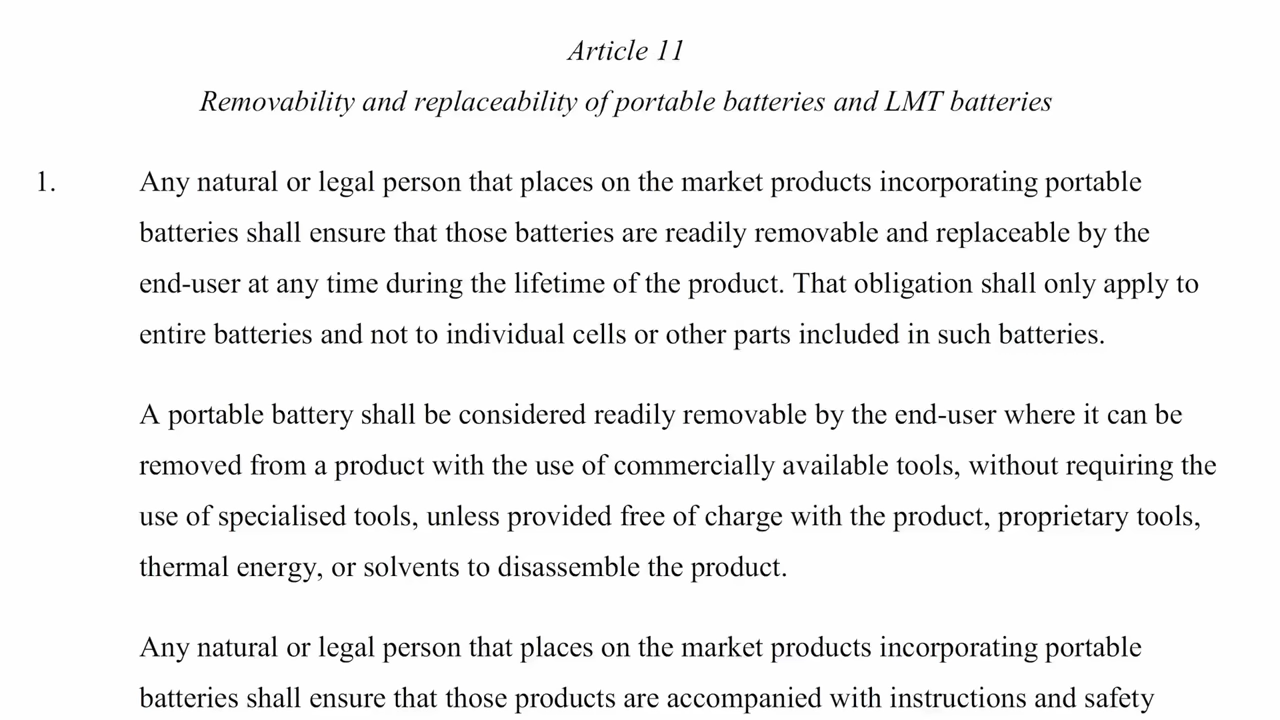 Article 11
Removability and replaceability of portable batteries and LMT batteries
1. Any natural or legal person that places on the market products incorporating portable
batteries shall ensure that those batteries are readily removable and replaceable by the
end-user at any time during the lifetime of the product. That obligation shall only apply to
entire batteries and not to individual cells or other parts included in such batteries.
A portable battery shall be considered readily removable by the end-user where it can be
removed from a product with the use of commercially available tools, without requiring the
use of specialised tools, unless provided free of charge with the product, proprietary tools,
thermal energy, or solvents to disassemble the product.
Any natural or legal person that places on the market products incorporating portable
batteries shall ensure that those products are accompanied with instructions and safety